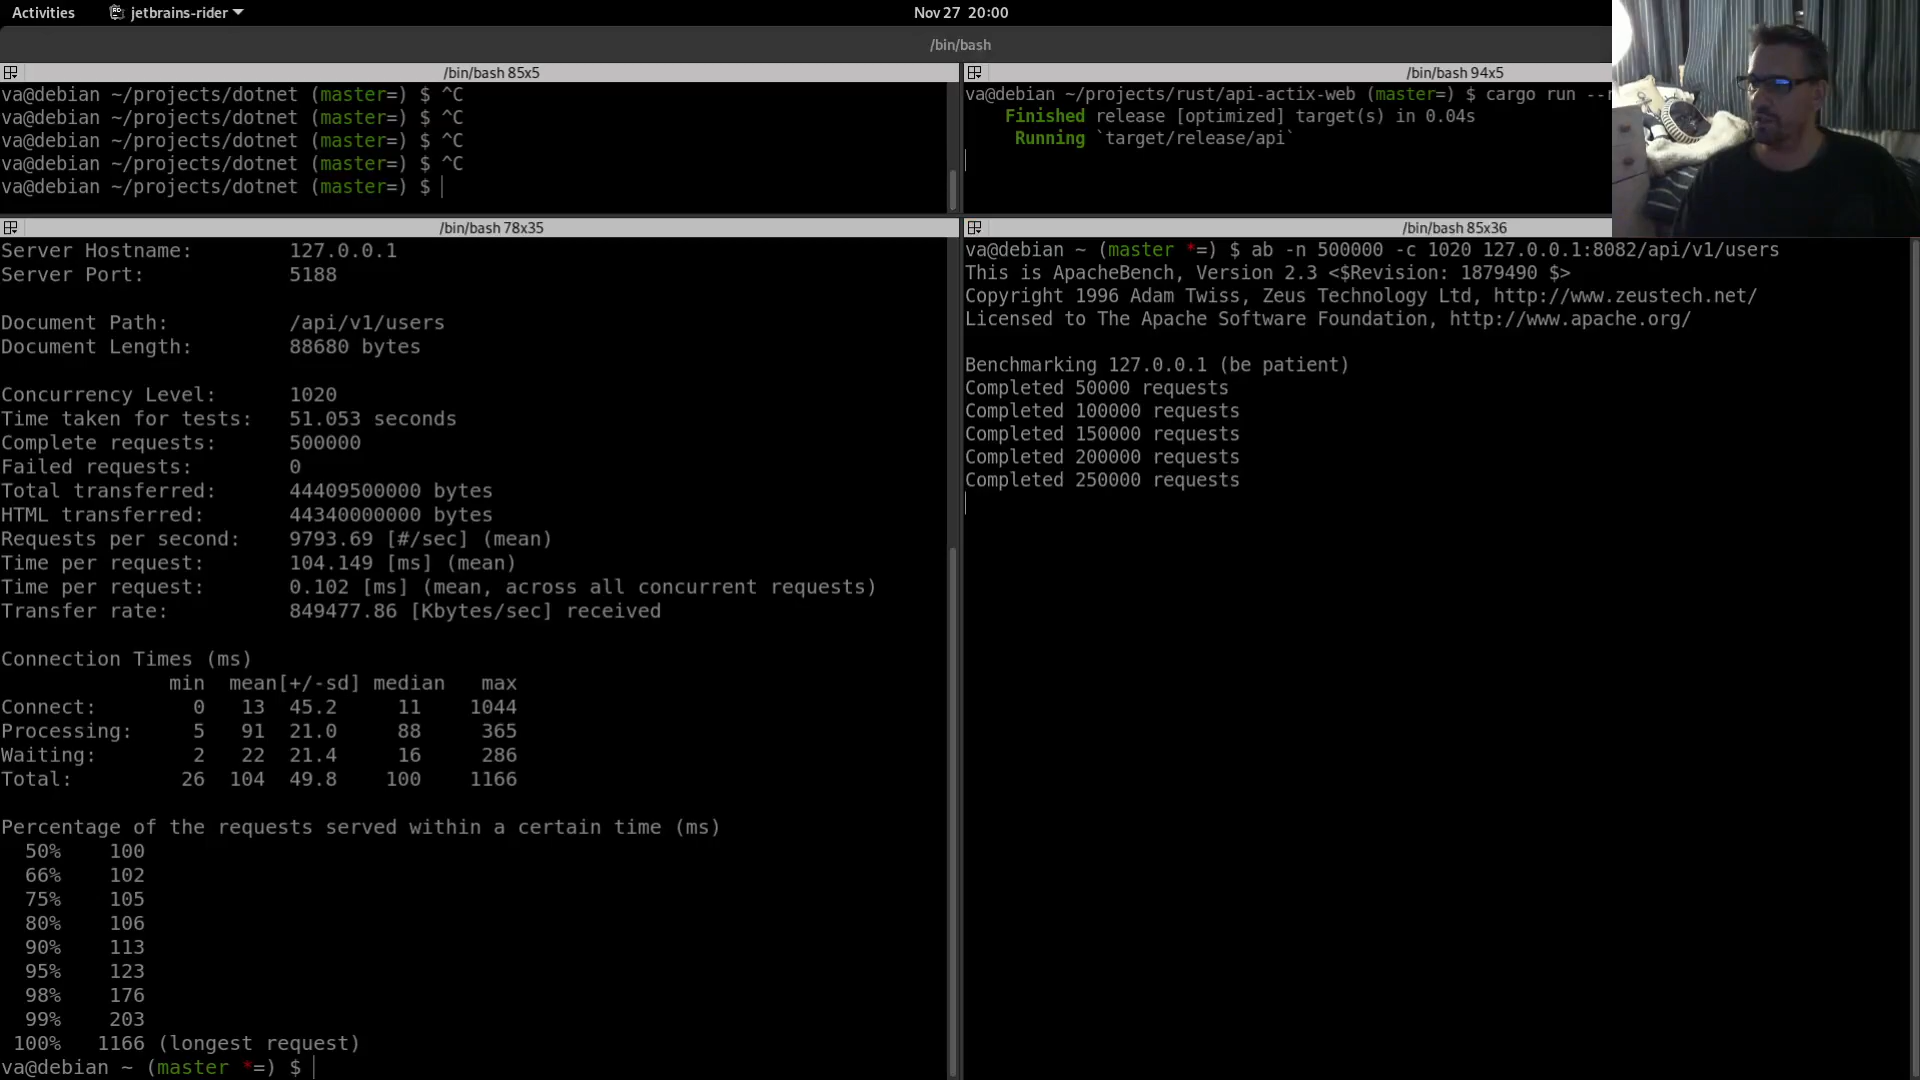 Activities jetbrains-rider Nov 27 20:00
/bin/bash
/bin/bash 85x5
va@debian ~/projects/dotnet (master=) $ ^C
va@debian ~/projects/dotnet (master=) $ ^C
va@debian ~/projects/dotnet (master=) $ ^C
va@debian ~/projects/dotnet (master=) $ ^C
va@debian ~/projects/dotnet (master=) $
/bin/bash 94x5
va@debian ~/projects/rust/api-actix-web (master=) $ cargo run
Finished release [optimized] target(s) in 0.04s
Running `target/release/api`
/bin/bash 78x35
Server Hostname: 127.0.0.1
Server Port: 5188
Document Path: /api/v1/users
Document Length: 88680 bytes
Concurrency Level: 1020
Time taken for tests: 51.053 seconds
Complete requests: 500000
Failed requests: 0
Total transferred: 44409500000 bytes
HTML transferred: 44340000000 bytes
Requests per second: 9793.69 [#/sec] (mean)
Time per request: 104.149 [ms] (mean)
Time per request: 0.102 [ms] (mean, across all concurrent requests)
Transfer rate: 849477.86 [Kbytes/sec] received
Connection Times (ms)
min mean[+/-sd] median max
Connect: 0 13 45.2 11 1044
Processing: 5 91 21.0 88 365
Waiting: 2 22 21.4 16 286
Total: 26 104 49.8 100 1166
Percentage of the requests served within a certain time (ms)
50% 100
66% 102
75% 105
80% 106
90% 113
95% 123
98% 176
99% 203
100% 1166 (longest request)
va@debian ~ (master *=) $
/bin/bash 85x36
va@debian ~ (master *=) $ ab -n 500000 -c 1020 127.0.0.1:8082/api/v1/users
This is ApacheBench, Version 2.3 <$Revision: 1879490 $>
Copyright 1996 Adam Twiss, Zeus Technology Ltd, http://www.zeustech.net/
Licensed to The Apache Software Foundation, http://www.apache.org/
Benchmarking 127.0.0.1 (be patient)
Completed 50000 requests
Completed 100000 requests
Completed 150000 requests
Completed 200000 requests
Completed 250000 requests